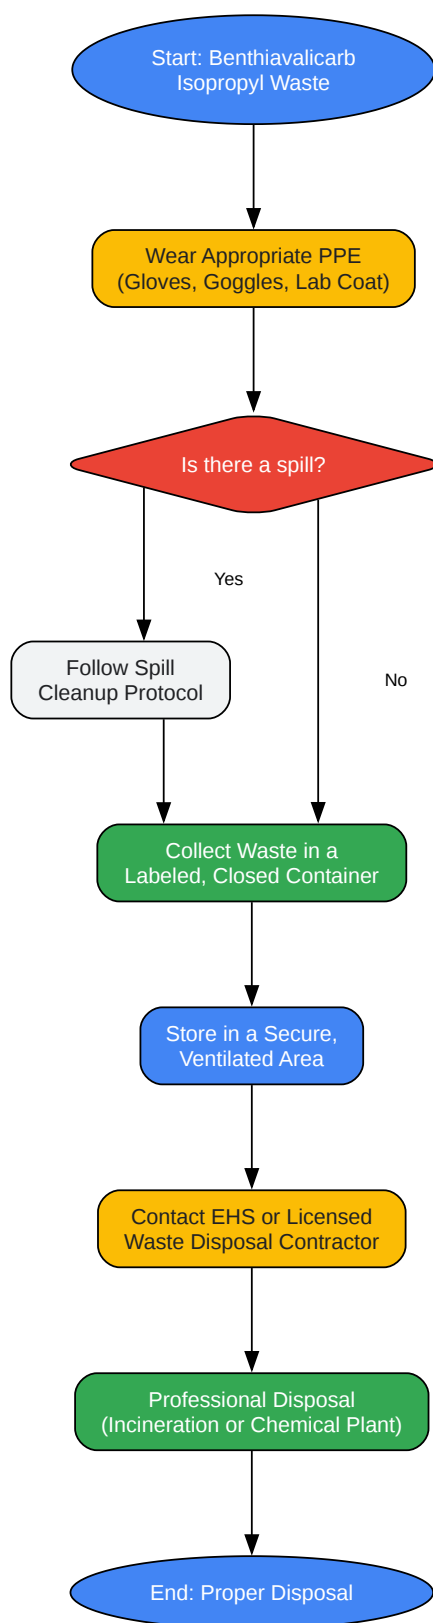 Start: Benthiavalicarb
Isopropyl Waste
Wear Appropriate PPE
(Gloves, Goggles, Lab Coat)
Is there a spill?
Yes
Follow Spill
Cleanup Protocol
No
Collect Waste in a
Labeled, Closed Container
Store in a Secure,
Ventilated Area
Contact EHS or Licensed
Waste Disposal Contractor
Professional Disposal
(Incineration or Chemical Plant)
End: Proper Disposal